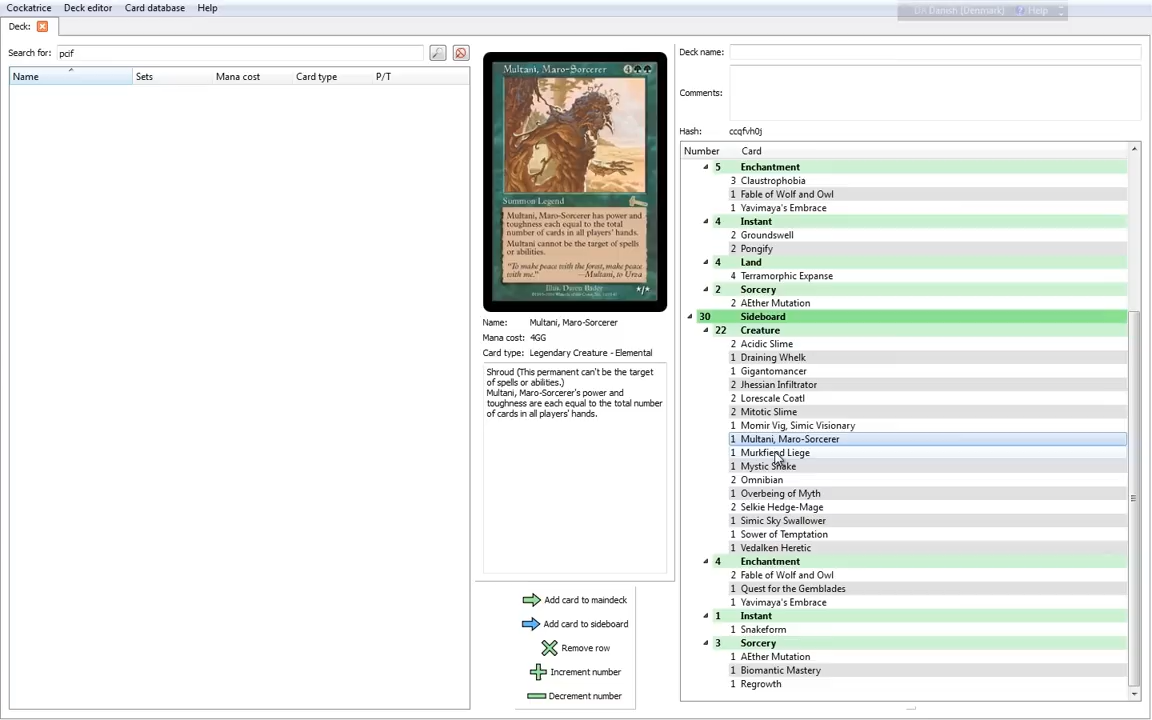 Cockatrice Deck editor Card database Help
DA Danish (Denmark) Help
Deck:
Search for: pcif
Name Sets Mana cost Card type P/T
Multani, Maro-Sorcerer 4
Summon Legend
Multani, Maro-Sorcerer has power and
toughness each equal to the total
number of cards in all players' hands.
Multani cannot be the target of spells
or abilities.
"To make peace with the forest, make peace
with me." —Multani, to Urza
Illus. Daren Bader
*/*
Name: Multani, Maro-Sorcerer
Mana cost: 4GG
Card type: Legendary Creature - Elemental
Shroud (This permanent can't be the target
of spells or abilities.)
Multani, Maro-Sorcerer's power and
toughness are each equal to the total number
of cards in all players' hands.
Add card to maindeck
Add card to sideboard
Remove row
Increment number
Decrement number
Deck name:
Comments:
Hash: ccqfvh0j
Number Card
5 Enchantment
3 Claustrophobia
1 Fable of Wolf and Owl
1 Yavimaya's Embrace
4 Instant
2 Groundswell
2 Pongify
4 Land
4 Terramorphic Expanse
2 Sorcery
2 AEther Mutation
30 Sideboard
22 Creature
2 Acidic Slime
1 Draining Whelk
1 Gigantomancer
2 Jhessian Infiltrator
2 Lorescale Coatl
2 Mitotic Slime
1 Momir Vig, Simic Visionary
1 Multani, Maro-Sorcerer
1 Murkfiend Liege
1 Mystic Snake
2 Omnibian
1 Overbeing of Myth
2 Selkie Hedge-Mage
1 Simic Sky Swallower
1 Sower of Temptation
1 Vedalken Heretic
4 Enchantment
2 Fable of Wolf and Owl
1 Quest for the Gemblades
1 Yavimaya's Embrace
1 Instant
1 Snakeform
3 Sorcery
1 AEther Mutation
1 Biomantic Mastery
1 Regrowth